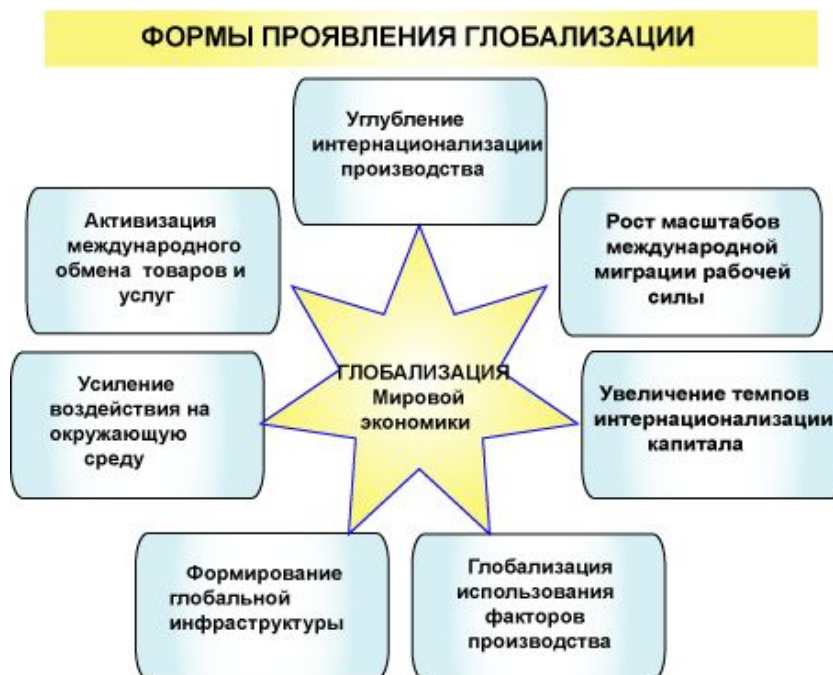 ФОРМЫ ПРОЯВЛЕНИЯ ГЛОБАЛИЗАЦИИ
Углубление
интернационализации
производства
Активизация
международного
обмена товаров и
услуг
Рост масштабов
международной
миграции рабочей
силы
Усиление
воздействия на
окружающую
среду
ГЛОБАЛИЗАЦИЯ
Мировой
экономики
Увеличение темпов
интернационализации
капитала
Формирование
глобальной
инфраструктуры
Глобализация
использования
факторов
производства